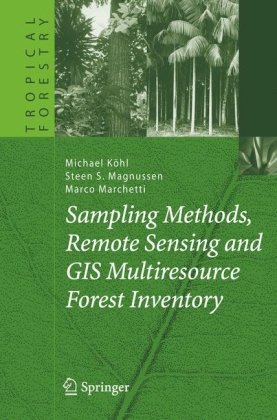 TROPICAL
FORESTRY
Michael Köhl
Steen S. Magnussen
Marco Marchetti
Sampling Methods,
Remote Sensing and
GIS Multiresource
Forest Inventory
Springer